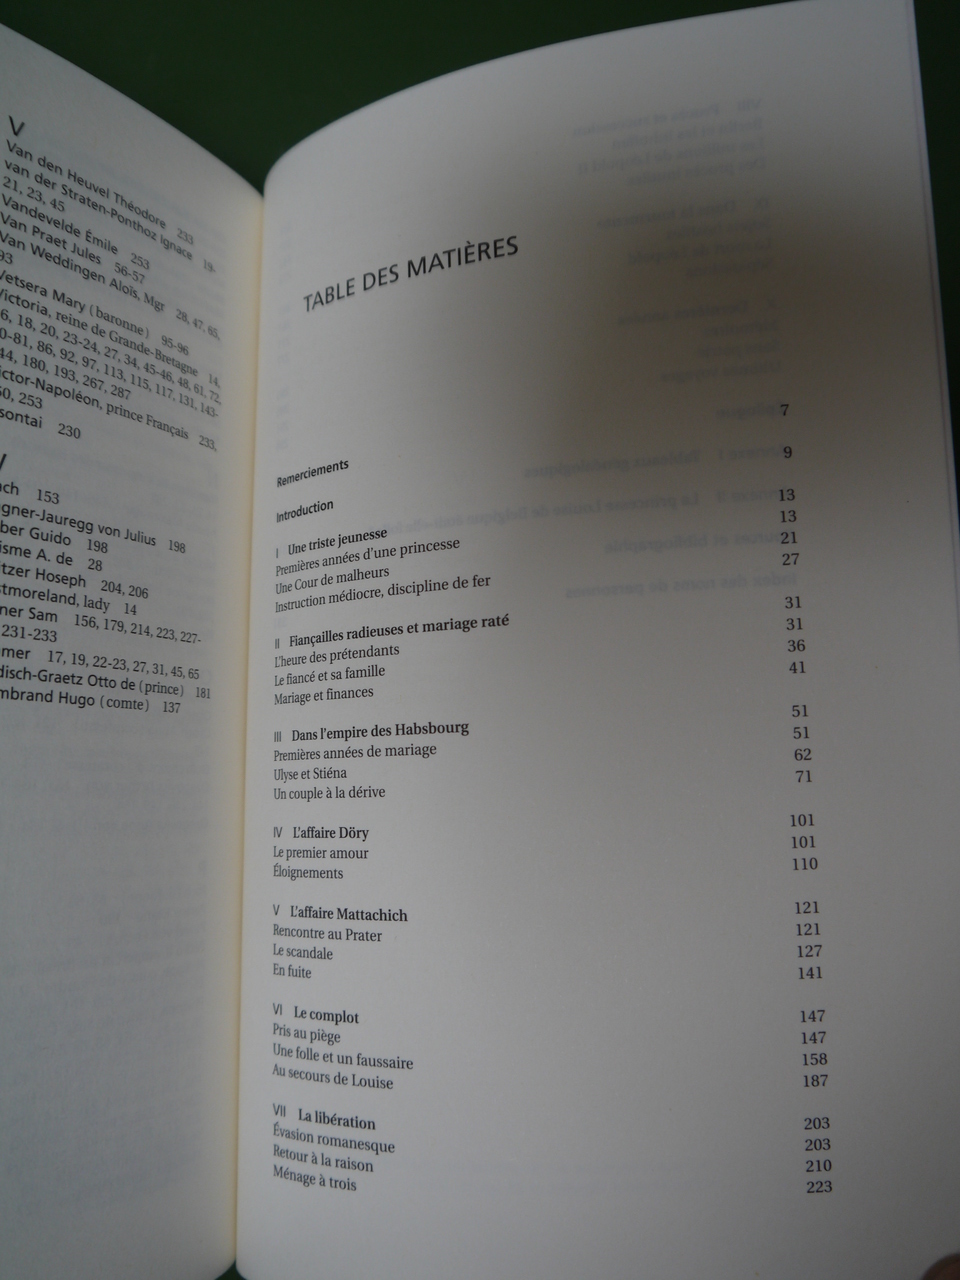 V
Van den Heuvel Théodore 233
van der Straten-Ponthoz Ignace 19-
21, 23, 45
Vandevelde Émile 253
Van Praet Jules 56-57
Van Weddingen Aloïs, Mgr 28, 47, 65,
93
Vetsera Mary (baronne) 95-96
Victoria, reine de Grande-Bretagne 14,
6, 18, 20, 23-24, 27, 34, 45-46, 48, 61, 72,
0-81, 86, 92, 97, 113, 115, 117, 131, 143-
44, 180, 193, 267, 287
ictor-Napoléon, prince Français 233,
50, 253
sontai 230
ach 153
gner-Jauregg von Julius 198
ber Guido 198
isme A. de 28
itzer Hoseph 204, 206
stmoreland, lady 14
ner Sam 156, 179, 214, 223, 227-
231-233
mer 17, 19, 22-23, 27, 31, 45, 65
disch-Graetz Otto de (prince) 181
mbrand Hugo (comte) 137
TABLE DES MATIÈRES
Remerciements 7
Introduction 9
I Une triste jeunesse 13
Premières années d'une princesse 13
Une Cour de malheurs 21
Instruction médiocre, discipline de fer 27
II Fiançailles radieuses et mariage raté 31
L'heure des prétendants 31
Le fiancé et sa famille 36
Mariage et finances 41
III Dans l'empire des Habsbourg 51
Premières années de mariage 51
Ulyse et Stiéna 62
Un couple à la dérive 71
IV L'affaire Döry 101
Le premier amour 101
Éloignements 110
V L'affaire Mattachich 121
Rencontre au Prater 121
Le scandale 127
En fuite 141
VI Le complot 147
Pris au piège 147
Une folle et un faussaire 158
Au secours de Louise 187
VII La libération 203
Évasion romanesque 203
Retour à la raison 210
Ménage à trois 223